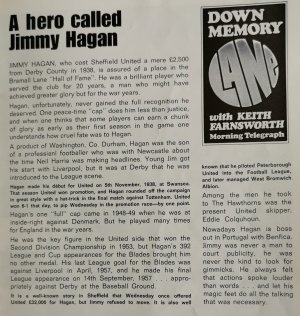 A hero called
Jimmy Hagan
JIMMY HAGAN, who cost Sheffield United a mere £2,500
from Derby County in 1938, is assured of a place in the
Bramall Lane "Hall of Fame". He was a brilliant player who
served the club for 20 years, a man who might have
achieved greater glory but for the war years.
Hagan, unfortunately, never gained the full recognition he
deserved. One peace-time 'cap' does him less than justice,
and when one thinks that some players can earn a chunk
of glory as early as their first season in the game one
understands how cruel fate was to Hagan.
A product of Washington, Co. Durham, Hagan was the son
of a professional footballer who was with Newcastle about
the time Neil Harris was making headlines. Young Jim got
his start with Liverpool, but it was at Derby that he was
introduced to the League scene.
Hagan made his debut for United on 5th November, 1938, at Swansea.
That season United won promotion, and Hagan rounded off the campaign
in great style with a hat-trick in the final match against Tottenham. United
won 6-1 that day, to pip Wednesday in the promotion race—by one point.
Hagan's one "full" cap came in 1948-49 when he was at
inside-right against Denmark. But he played many times
for England in the war years.
He was the key figure in the United side that won the
Second Division Championship in 1953, but Hagan's 392
League and Cup appearances for the Blades brought him
no other medal. His last League goal for the Blades was
against Liverpool in April, 1957, and he made his final
League appearance on 14th September, 1957 . . . appro-
priately against Derby at the Baseball Ground.
It is a well-known story in Sheffield that Wednesday once offered
United £32,000 for Hagan, but Jimmy refused to move. It is also well
DOWN
MEMORY
LANE
with KEITH
FARNSWORTH
Morning Telegraph
known that he piloted Peterborough
United into the Football League,
and later managed West Bromwich
Albion.
Among the men he took
to The Hawthorns was the
present United skipper,
Eddie Colquhoun.
Nowadays Hagan is boss
out in Portugal with Benfica.
Jimmy was never a man to
court publicity, he was
never the kind to look for
gimmicks. He always felt
that actions spoke louder
than words . . . and let his
magic feet do all the talking
that was necessary.